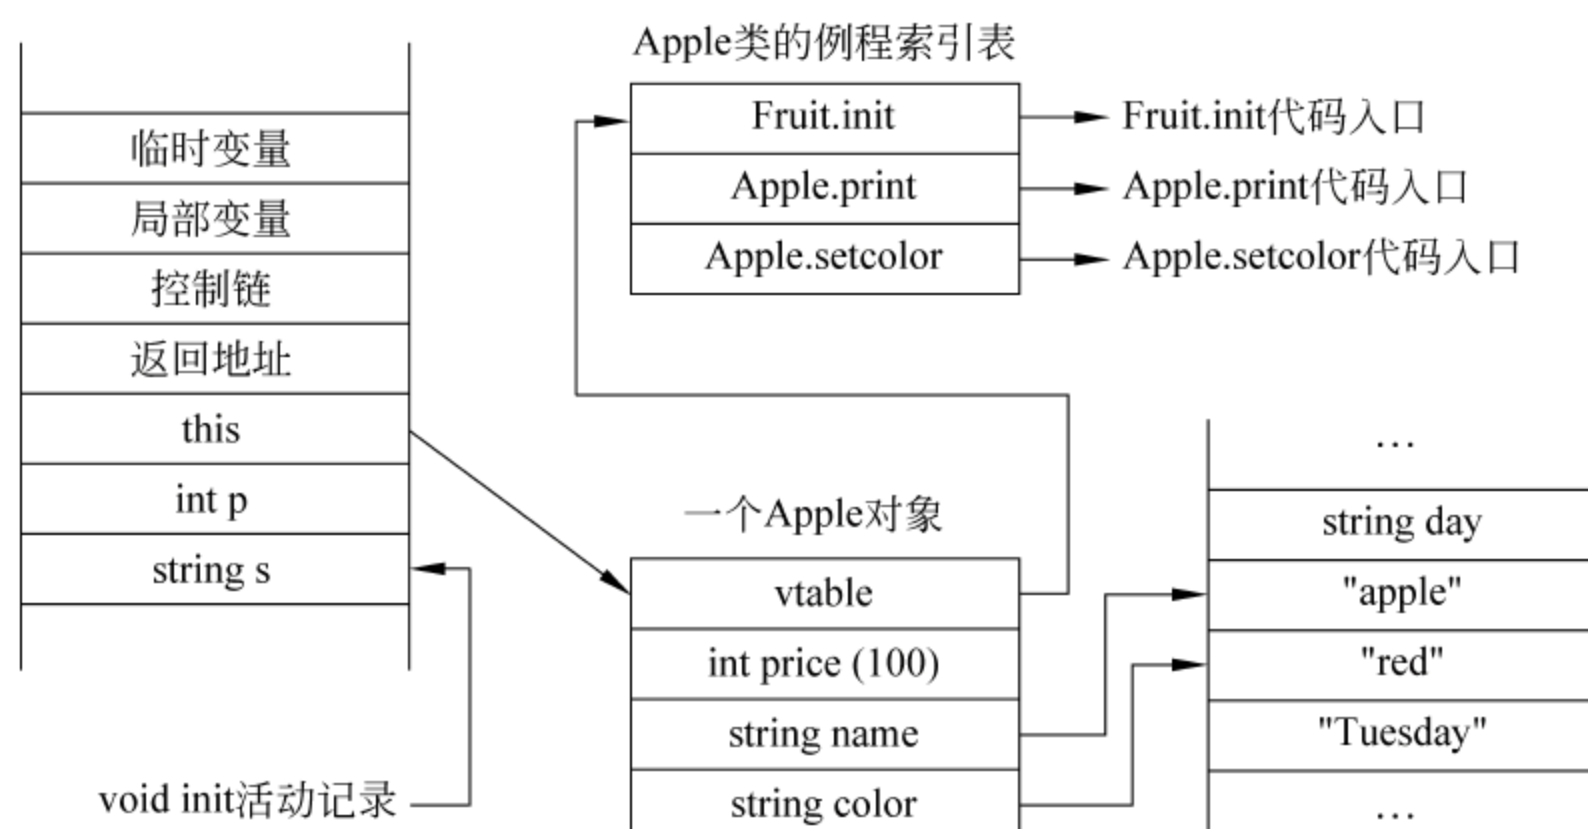 临时变量
局部变量
控制链
返回地址
this
int p
string s
void init活动记录
Apple类的例程索引表
Fruit.init
Fruit.init代码入口
Apple.print
Apple.print代码入口
Apple.setcolor
Apple.setcolor代码入口
一个Apple对象
vtable
int price (100)
string name
string color
…
string day
"apple"
"red"
"Tuesday"
…